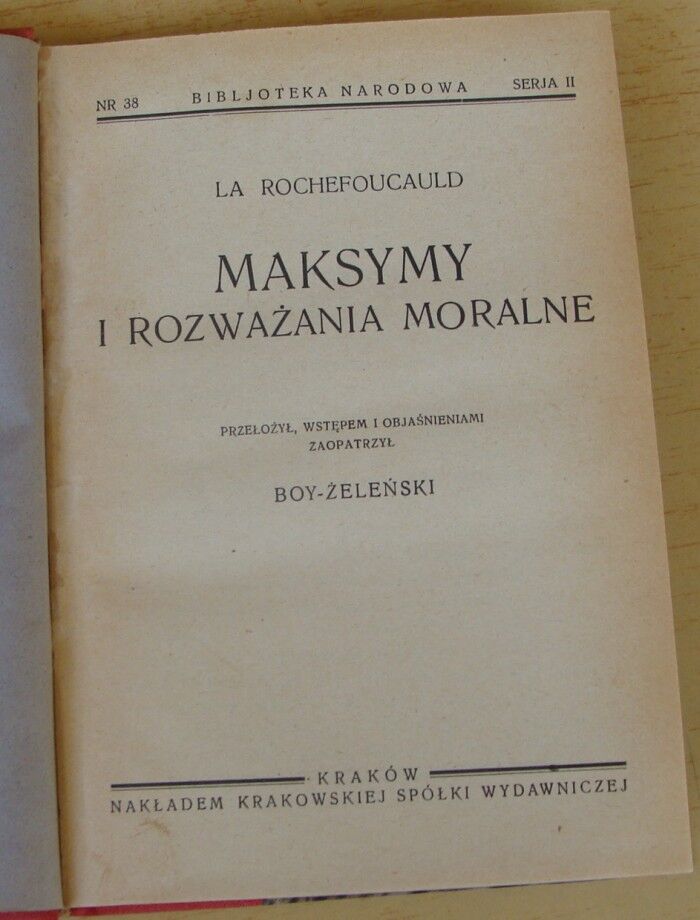 NR 38 BIBLJOTEKA NARODOWA SERJA II
LA ROCHEFOUCAULD
MAKSYMY
I ROZWAŻANIA MORALNE
PRZEŁOŻYŁ, WSTĘPEM I OBJAŚNIENIAMI
ZAOPATRZYŁ
BOY-ŻELEŃSKI
KRAKÓW
NAKŁADEM KRAKOWSKIEJ SPÓŁKI WYDAWNICZEJ